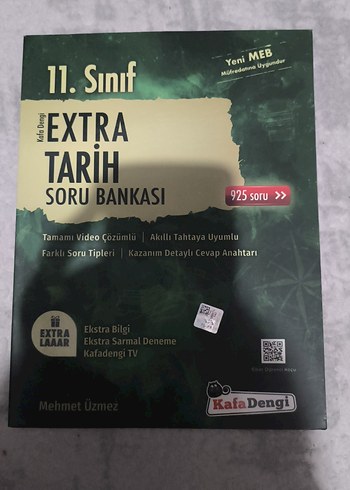 11. Sınıf
Yeni MEB
Müfredatına Uygundur
Kafa Dengi
EXTRA
TARİH
SORU BANKASI
925 soru >>
Tamamı Video Çözümlü | Akıllı Tahtaya Uyumlu
Farklı Soru Tipleri | Kazanım Detaylı Cevap Anahtarı
EXTRA
LAAAR
Ekstra Bilgi
Ekstra Sarmal Deneme
Kafadengi TV
Mehmet Üzmez
KafaDengi